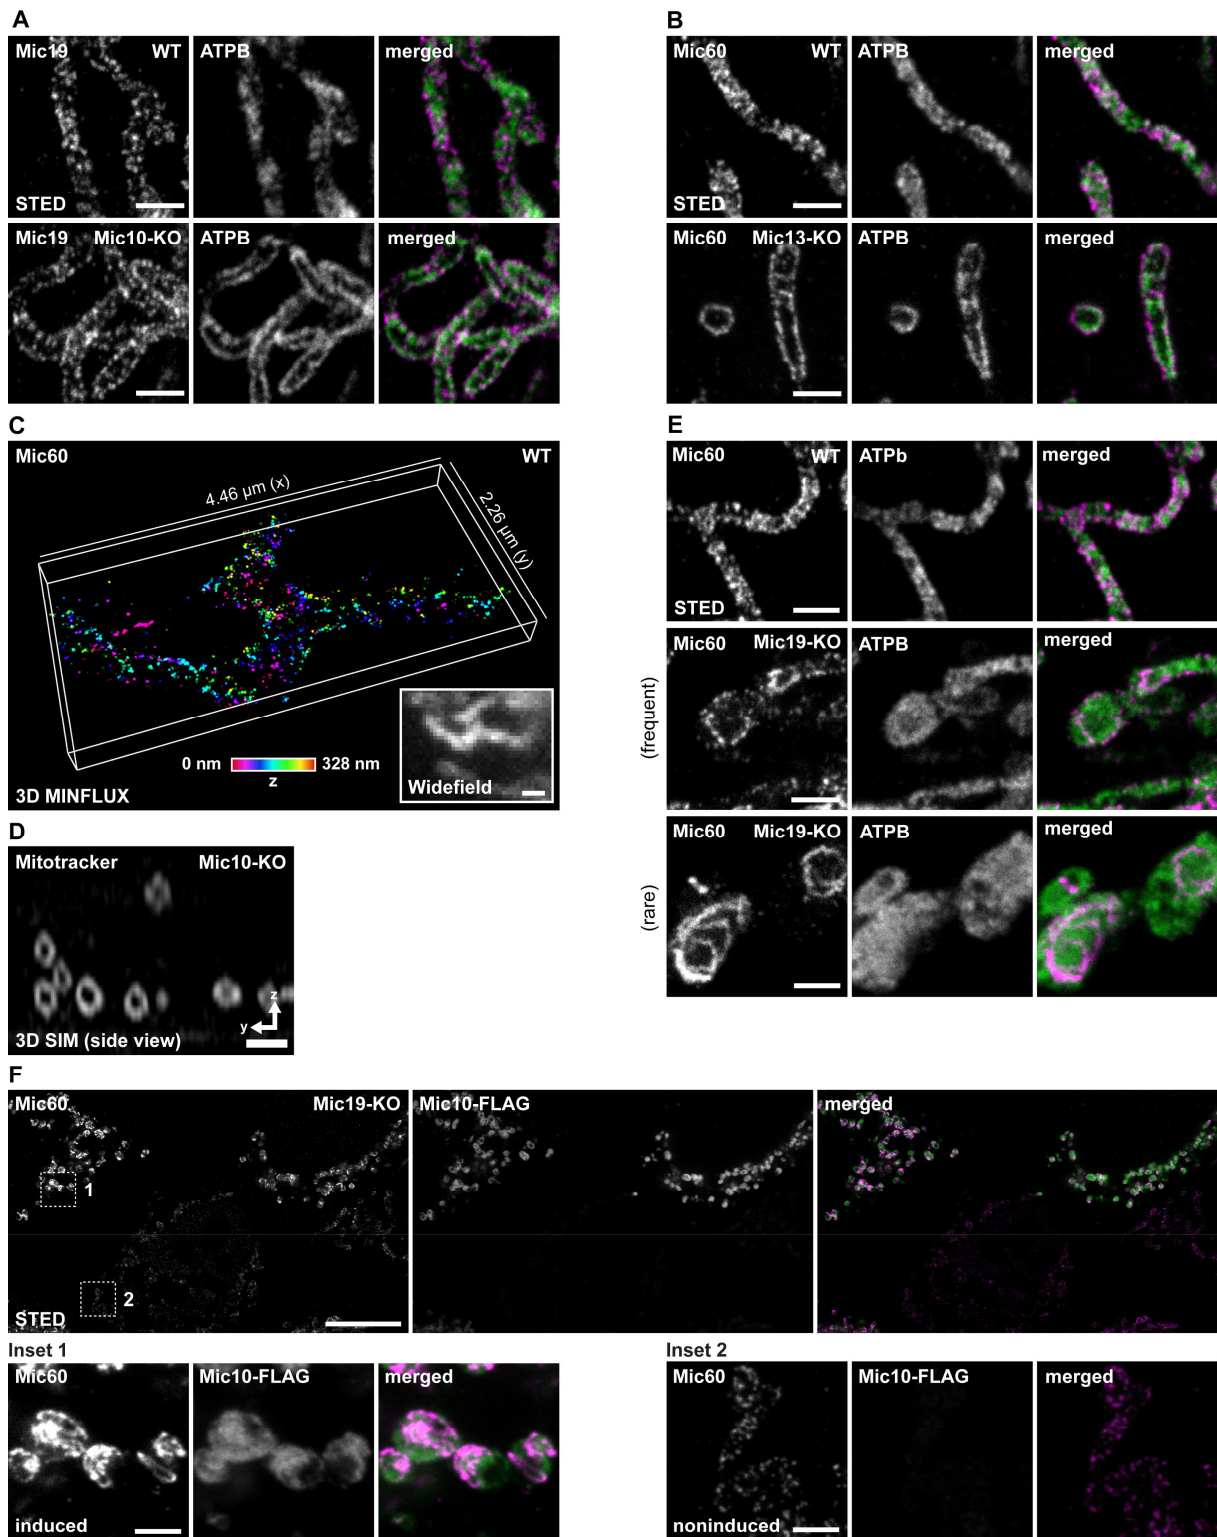 A
Mic19 WT ATPB merged
STED
Mic19 Mic10-KO ATPB merged
B
Mic60 WT ATPB merged
STED
Mic60 Mic13-KO ATPB merged
C
Mic60 WT
4.46 µm (x)
2.26 µm (y)
0 nm 328 nm
z
Widefield
3D MINFLUX
D
Mitotracker Mic10-KO
z
y
3D SIM (side view)
E
Mic60 WT ATPb merged
STED
(frequent)
Mic60 Mic19-KO ATPB merged
(rare)
Mic60 Mic19-KO ATPB merged
F
Mic60 Mic19-KO Mic10-FLAG merged
1
2
STED
Inset 1
Mic60 Mic10-FLAG merged
induced
Inset 2
Mic60 Mic10-FLAG merged
noninduced